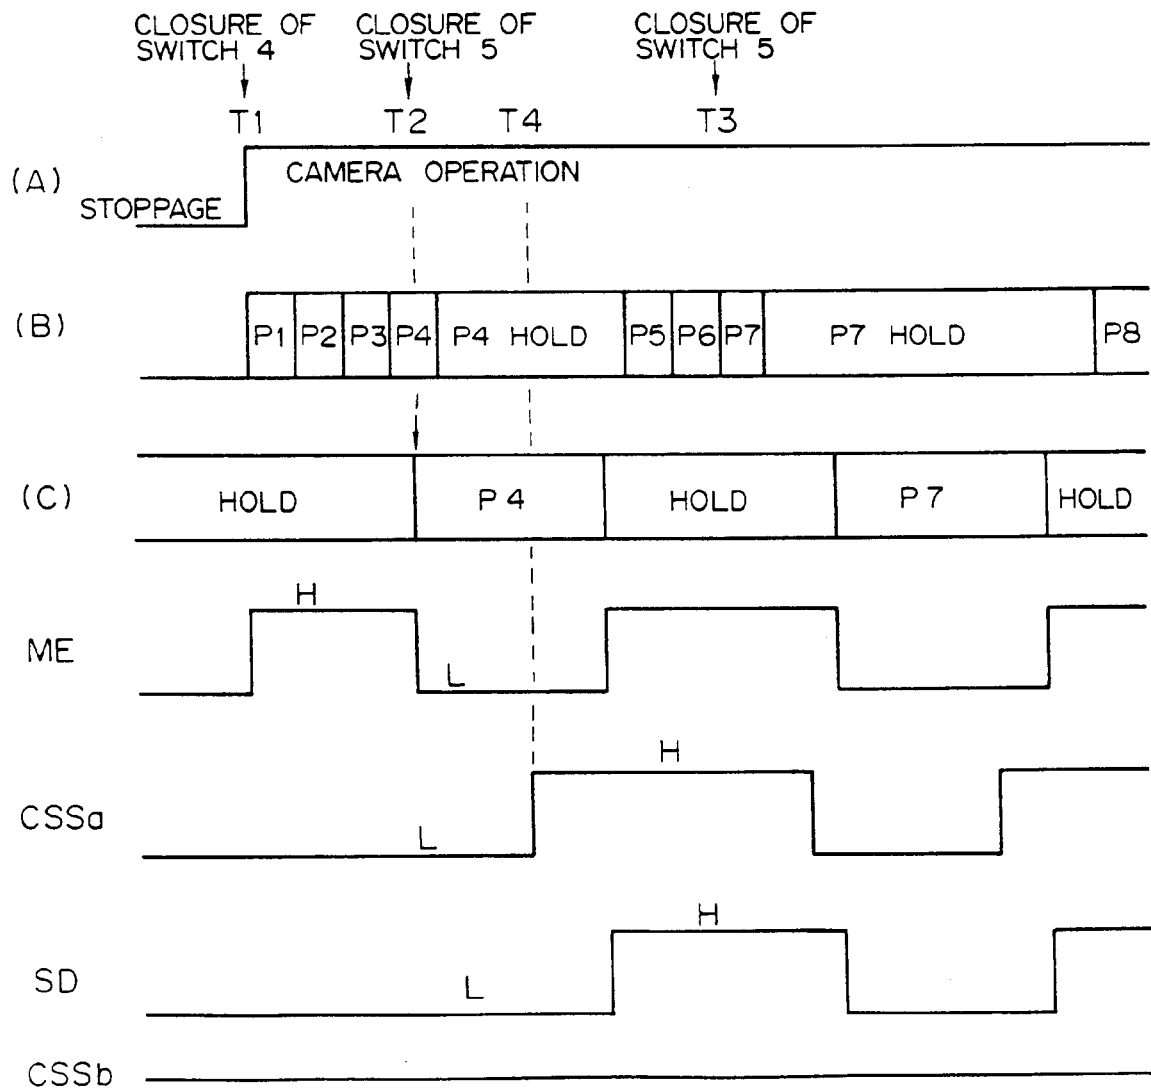 CLOSURE OF SWITCH 4
CLOSURE OF SWITCH 5
CLOSURE OF SWITCH 5
T1 T2 T4 T3
(A) STOPPAGE CAMERA OPERATION
(B) P1 P2 P3 P4 P4 HOLD P5 P6 P7 P7 HOLD P8
(C) HOLD P4 HOLD P7 HOLD
ME H L
CSSa L H
SD L H
CSSb